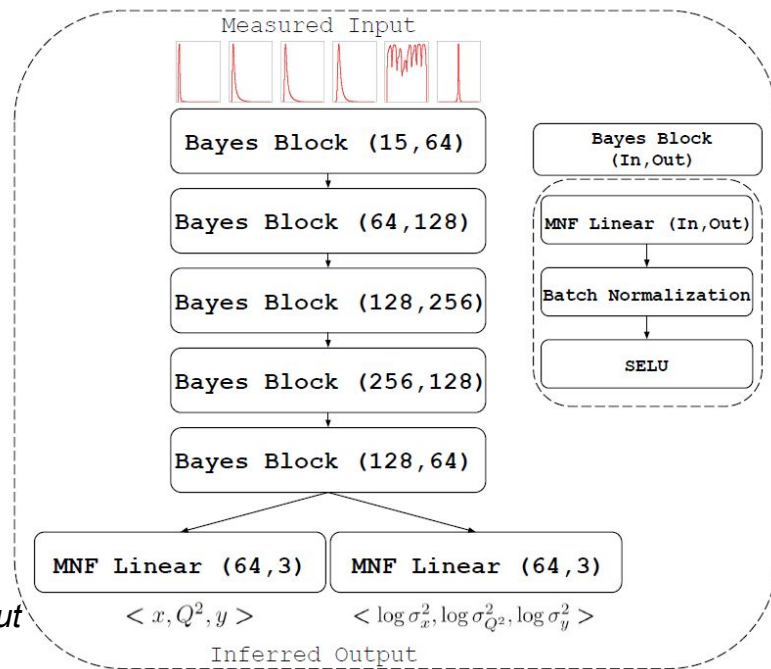 Measured Input
Bayes Block (15,64)
Bayes Block (64,128)
Bayes Block (128,256)
Bayes Block (256,128)
Bayes Block (128,64)
MNF Linear (64,3)
MNF Linear (64,3)
< x, Q², y >
< log σ²ₓ, log σ²_Q², log σ²_y >
Inferred Output
Bayes Block
(In,Out)
MNF Linear (In,Out)
Batch Normalization
SELU